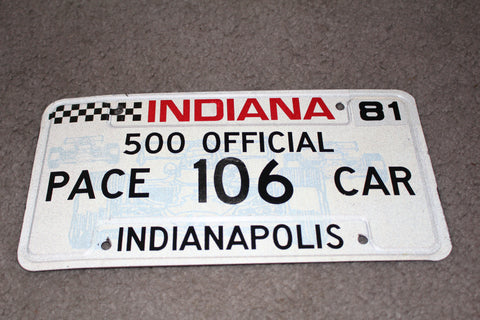 INDIANA 81
500 OFFICIAL
PACE 106 CAR
INDIANAPOLIS